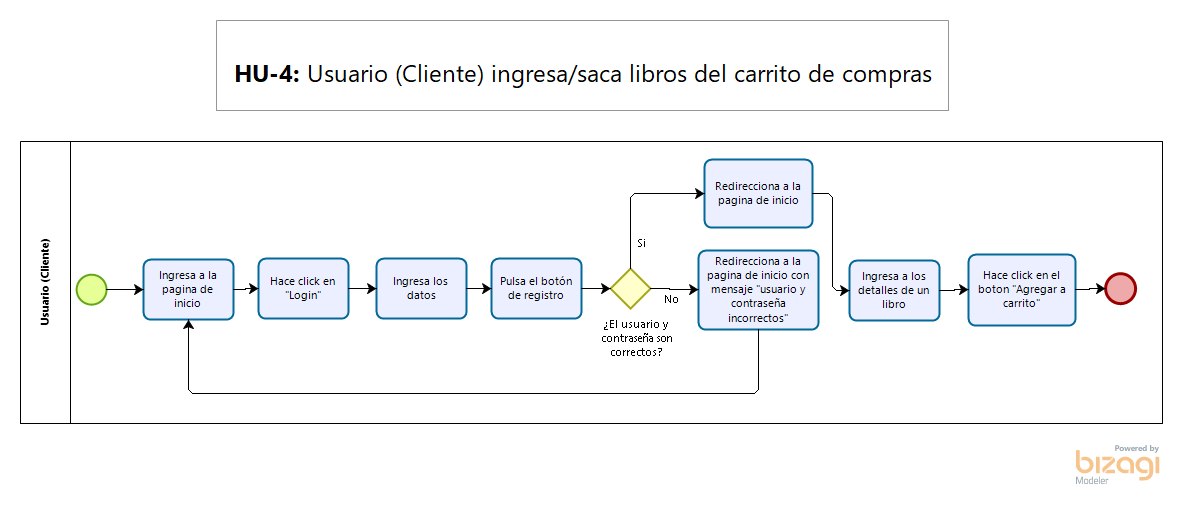 HU-4: Usuario (Cliente) ingresa/saca libros del carrito de compras
Usuario (Cliente)
Ingresa a la
pagina de
inicio
Hace click en
"Login"
Ingresa los
datos
Pulsa el botón
de registro
¿El usuario y
contraseña son
correctos?
Si
No
Redirecciona a la
pagina de inicio
Redirecciona a la
pagina de inicio con
mensaje "usuario y
contraseña
incorrectos"
Ingresa a los
detalles de un
libro
Hace click en el
boton "Agregar a
carrito"
Powered by
bizagi
Modeler